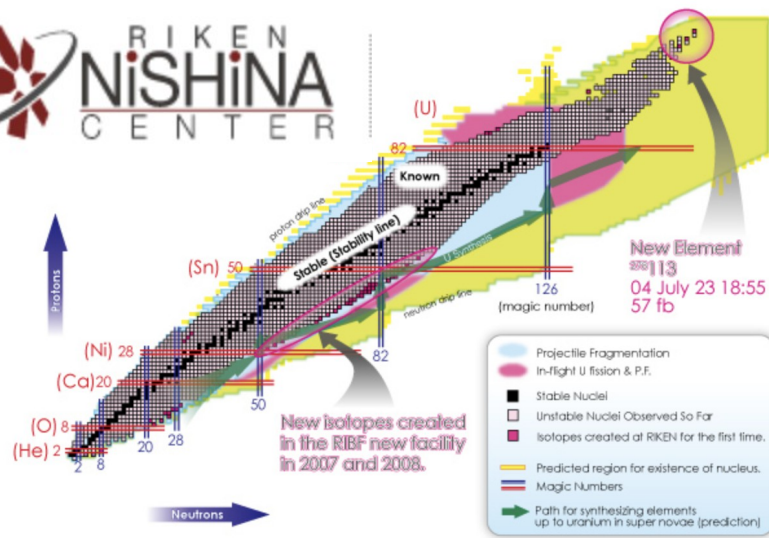 RIKEN
NiSHiNA
CENTER
(U)
82
Known
proton drip line
Stable (Stability line)
(Sn) 50
U Synthesis
Protons
neutron drip line
126
(magic number)
New Element
278113
04 July 23 18:55
57 fb
(Ni) 28
82
(Ca) 20
50
(O) 8
20
28
(He) 2
2
8
New isotopes created
in the RIBF new facility
in 2007 and 2008.
Neutrons
Projectile Fragmentation
In-flight U fission & P.F.
Stable Nuclei
Unstable Nuclei Observed So Far
Isotopes created at RIKEN for the first time.
Predicted region for existence of nucleus.
Magic Numbers
Path for synthesizing elements
up to uranium in super novae (prediction)